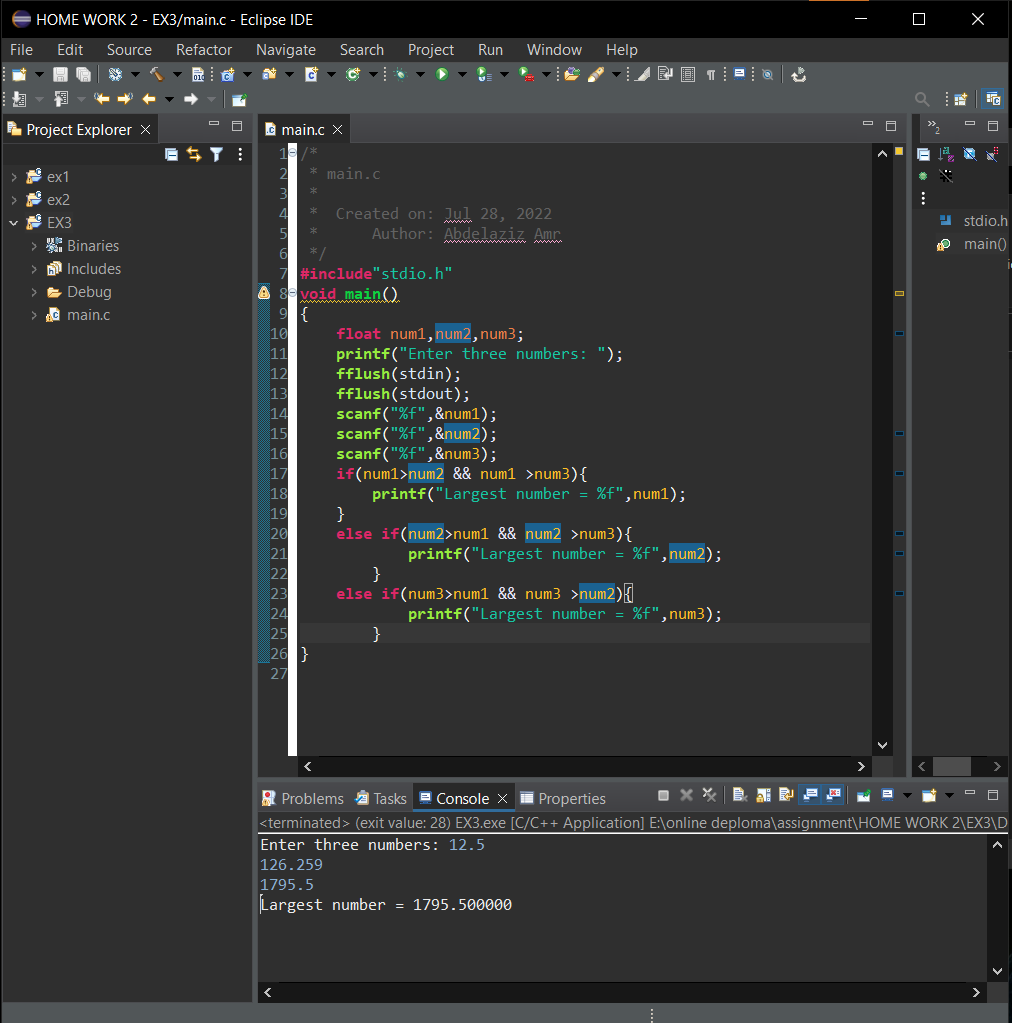 HOME WORK 2 - EX3/main.c - Eclipse IDE
File Edit Source Refactor Navigate Search Project Run Window Help
Project Explorer
ex1
ex2
EX3
Binaries
Includes
Debug
main.c
main.c
1 /*
2  * main.c
3  *
4  *  Created on: Jul 28, 2022
5  *      Author: Abdelaziz Amr
6  */
7 #include"stdio.h"
8 void main()
9 {
10     float num1,num2,num3;
11     printf("Enter three numbers: ");
12     fflush(stdin);
13     fflush(stdout);
14     scanf("%f",&num1);
15     scanf("%f",&num2);
16     scanf("%f",&num3);
17     if(num1>num2 && num1 >num3){
18         printf("Largest number = %f",num1);
19     }
20     else if(num2>num1 && num2 >num3){
21             printf("Largest number = %f",num2);
22         }
23     else if(num3>num1 && num3 >num2){
24             printf("Largest number = %f",num3);
25         }
26 }
27
2
stdio.h
main()
Problems Tasks Console Properties
<terminated> (exit value: 28) EX3.exe [C/C++ Application] E:\online deploma\assignment\HOME WORK 2\EX3\D
Enter three numbers: 12.5
126.259
1795.5
Largest number = 1795.500000